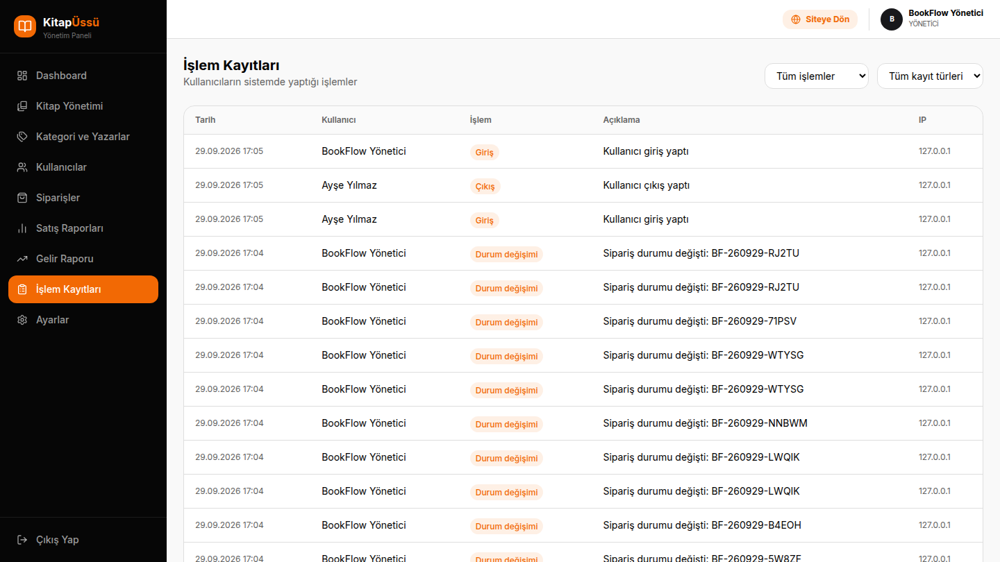 KitapÜssü
Yönetim Paneli
Dashboard
Kitap Yönetimi
Kategori ve Yazarlar
Kullanıcılar
Siparişler
Satış Raporları
Gelir Raporu
İşlem Kayıtları
Ayarlar
Çıkış Yap
Siteye Dön
B
BookFlow Yönetici
YÖNETİCİ
İşlem Kayıtları
Kullanıcıların sistemde yaptığı işlemler
Tüm işlemler
Tüm kayıt türleri
Tarih Kullanıcı İşlem Açıklama IP
29.09.2026 17:05 BookFlow Yönetici Giriş Kullanıcı giriş yaptı 127.0.0.1
29.09.2026 17:05 Ayşe Yılmaz Çıkış Kullanıcı çıkış yaptı 127.0.0.1
29.09.2026 17:05 Ayşe Yılmaz Giriş Kullanıcı giriş yaptı 127.0.0.1
29.09.2026 17:04 BookFlow Yönetici Durum değişimi Sipariş durumu değişti: BF-260929-RJ2TU 127.0.0.1
29.09.2026 17:04 BookFlow Yönetici Durum değişimi Sipariş durumu değişti: BF-260929-RJ2TU 127.0.0.1
29.09.2026 17:04 BookFlow Yönetici Durum değişimi Sipariş durumu değişti: BF-260929-71PSV 127.0.0.1
29.09.2026 17:04 BookFlow Yönetici Durum değişimi Sipariş durumu değişti: BF-260929-WTYSG 127.0.0.1
29.09.2026 17:04 BookFlow Yönetici Durum değişimi Sipariş durumu değişti: BF-260929-WTYSG 127.0.0.1
29.09.2026 17:04 BookFlow Yönetici Durum değişimi Sipariş durumu değişti: BF-260929-NNBWM 127.0.0.1
29.09.2026 17:04 BookFlow Yönetici Durum değişimi Sipariş durumu değişti: BF-260929-LWQIK 127.0.0.1
29.09.2026 17:04 BookFlow Yönetici Durum değişimi Sipariş durumu değişti: BF-260929-LWQIK 127.0.0.1
29.09.2026 17:04 BookFlow Yönetici Durum değişimi Sipariş durumu değişti: BF-260929-B4EOH 127.0.0.1
29.09.2026 17:04 BookFlow Yönetici Durum değişimi Sipariş durumu değişti: 127.0.0.1